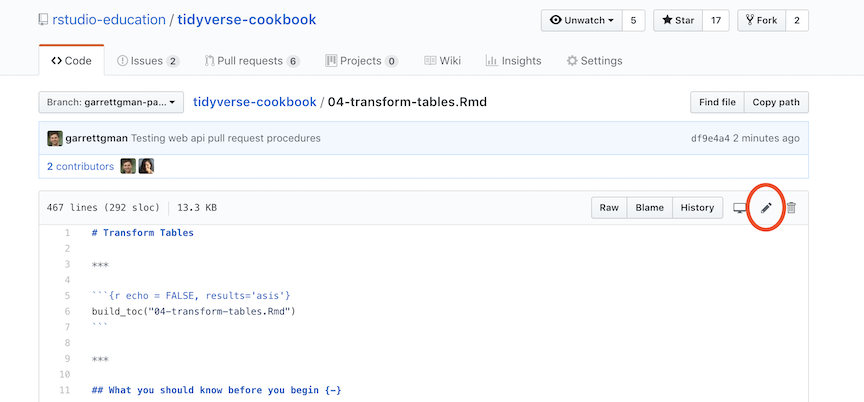 rstudio-education / tidyverse-cookbook
Unwatch 5 Star 17 Fork 2
Code Issues 2 Pull requests 6 Projects 0 Wiki Insights Settings
Branch: garrettgman-pa... tidyverse-cookbook / 04-transform-tables.Rmd Find file Copy path
garrettgman Testing web api pull request procedures df9e4a4 2 minutes ago
2 contributors
467 lines (292 sloc) 13.3 KB Raw Blame History
1 # Transform Tables
2
3 ***
4
5 ```{r echo = FALSE, results='asis'}
6 build_toc("04-transform-tables.Rmd")
7 ```
8
9 ***
10
11 ## What you should know before you begin {-}